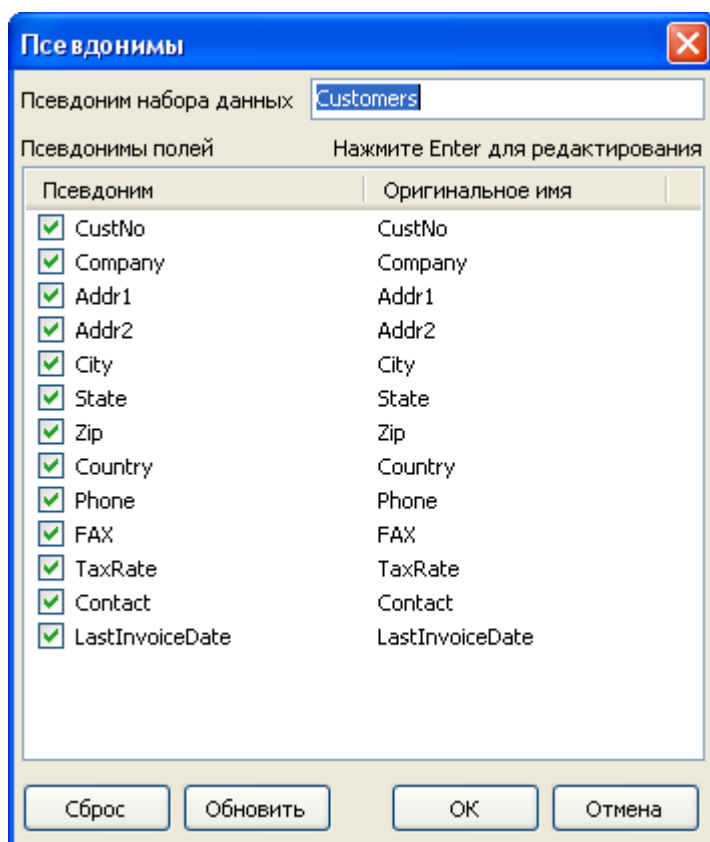 Псевдонимы
Псевдоним набора данных Customers
Псевдонимы полей Нажмите Enter для редактирования
Псевдоним Оригинальное имя
CustNo CustNo
Company Company
Addr1 Addr1
Addr2 Addr2
City City
State State
Zip Zip
Country Country
Phone Phone
FAX FAX
TaxRate TaxRate
Contact Contact
LastInvoiceDate LastInvoiceDate
Сброс Обновить ОК Отмена